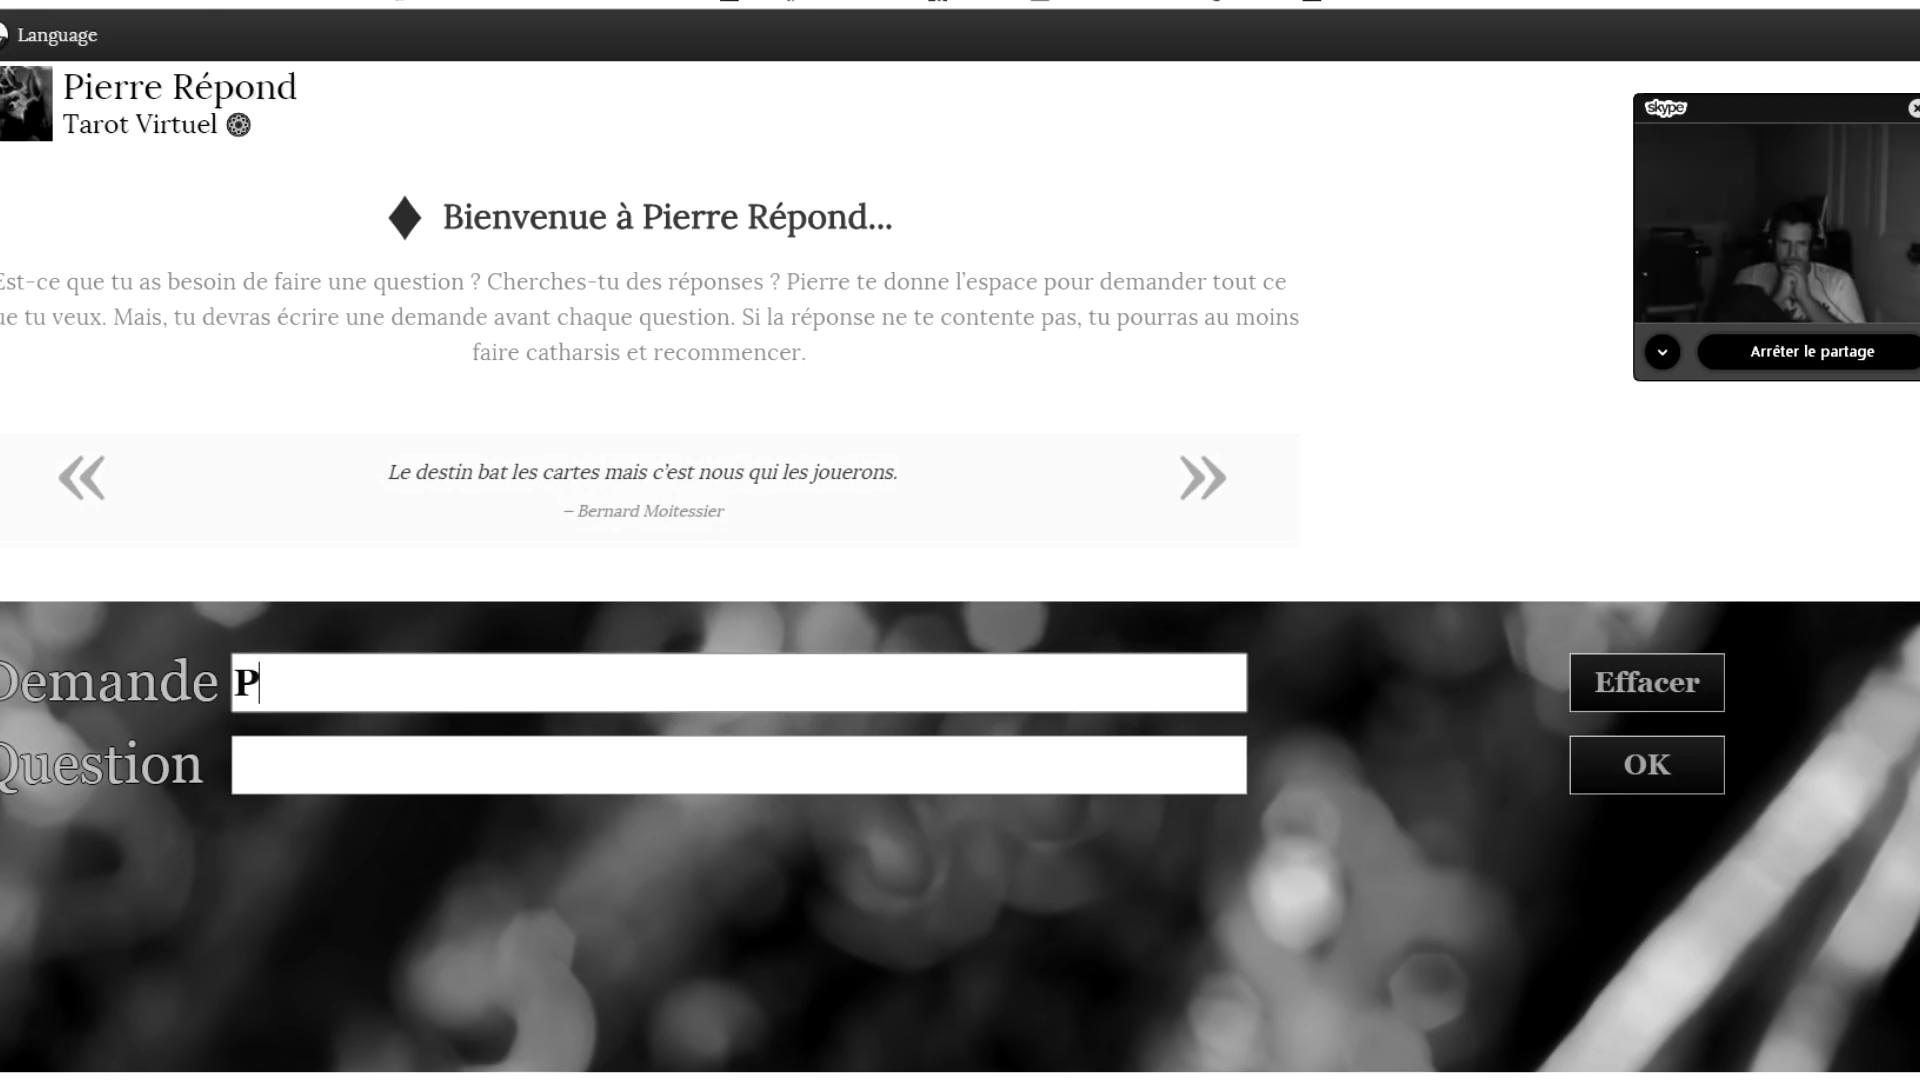 Language
Pierre Répond
Tarot Virtuel
skype
Bienvenue à Pierre Répond...
Est-ce que tu as besoin de faire une question ? Cherches-tu des réponses ? Pierre te donne l'espace pour demander tout ce
tu veux. Mais, tu devras écrire une demande avant chaque question. Si la réponse ne te contente pas, tu pourras au moins
faire catharsis et recommencer.
Arrêter le partage
« Le destin bat les cartes mais c'est nous qui les jouerons. »
– Bernard Moitessier
Demande P Effacer
Question OK